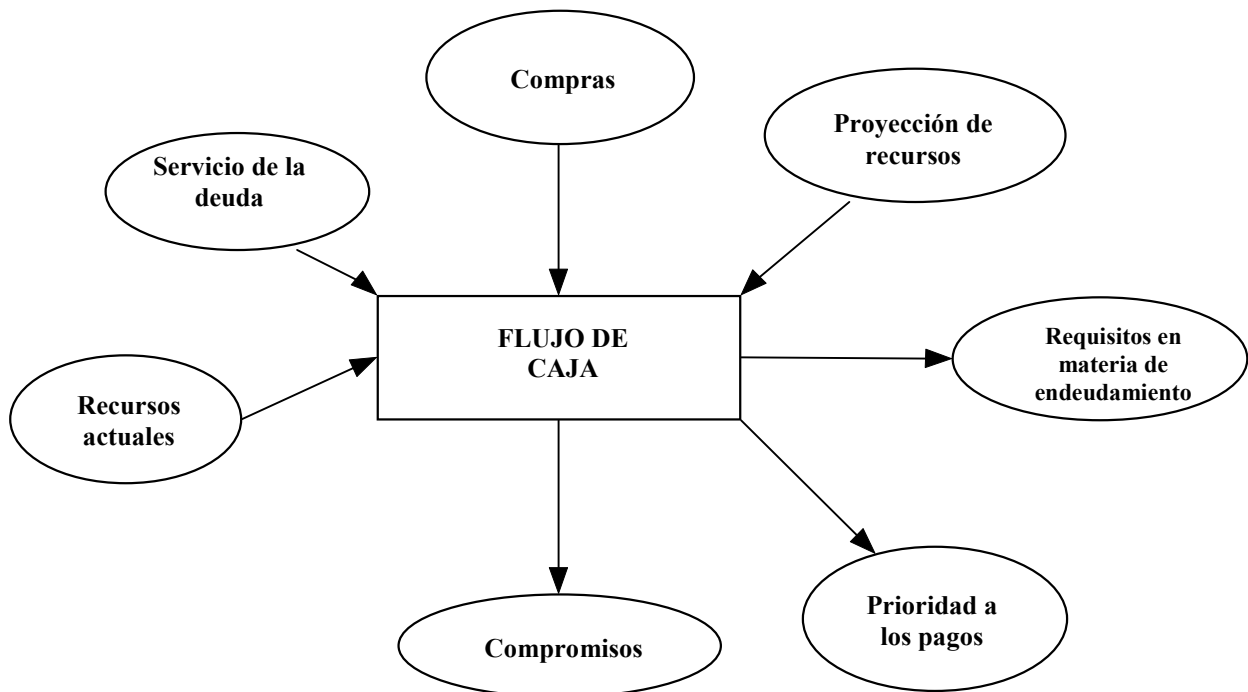 Compras
Proyección de
recursos
Servicio de la
deuda
FLUJO DE
CAJA
Requisitos en
materia de
endeudamiento
Recursos
actuales
Prioridad a
los pagos
Compromisos